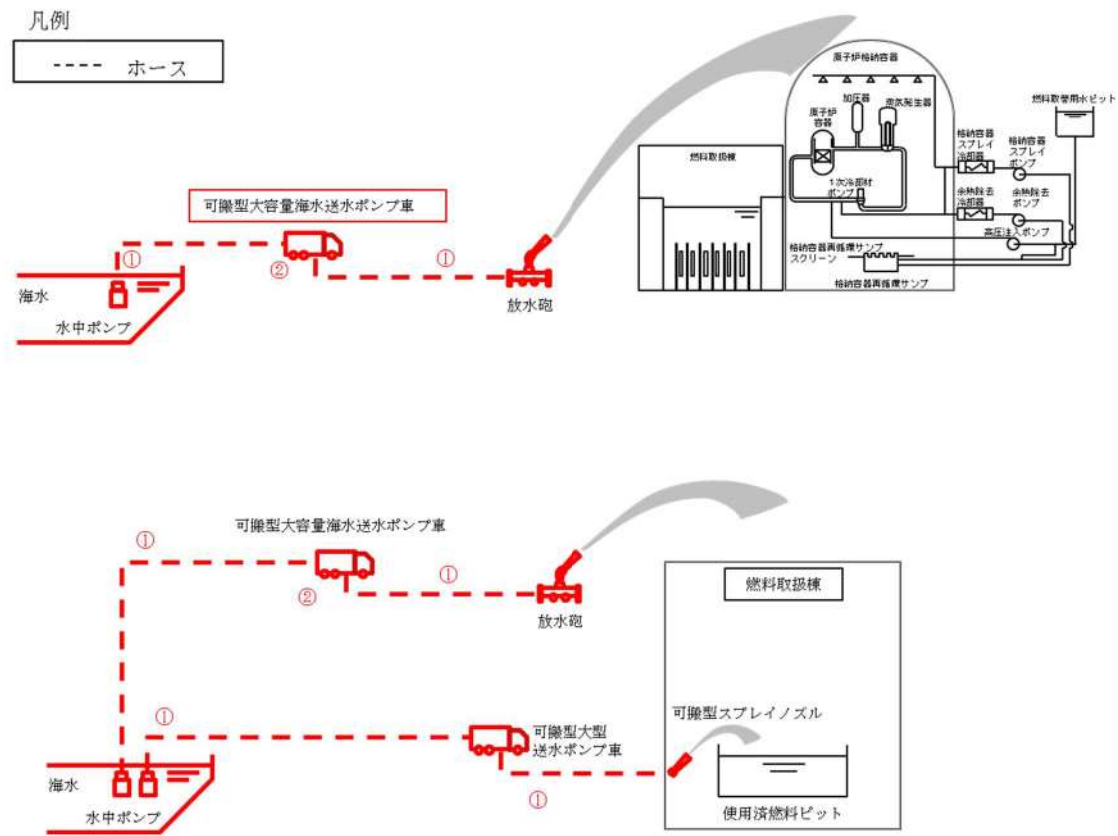 凡例
---- ホース
可搬型大容量海水送水ポンプ車
①
②
①
海水
水中ポンプ
放水砲
燃料取扱棟
原子炉格納容器
加圧器
蒸気発生器
原子炉
容器
1次冷却材
ポンプ
燃料取替用水ピット
格納容器
スプレイ
冷却器
格納容器
スプレイ
ポンプ
余熱除去
冷却器
余熱除去
ポンプ
高圧注入ポンプ
格納容器再循環サンプ
スクリーン
格納容器再循環サンプ
可搬型大容量海水送水ポンプ車
①
②
①
放水砲
燃料取扱棟
①
可搬型大型
送水ポンプ車
可搬型スプレイノズル
海水
水中ポンプ
①
使用済燃料ピット